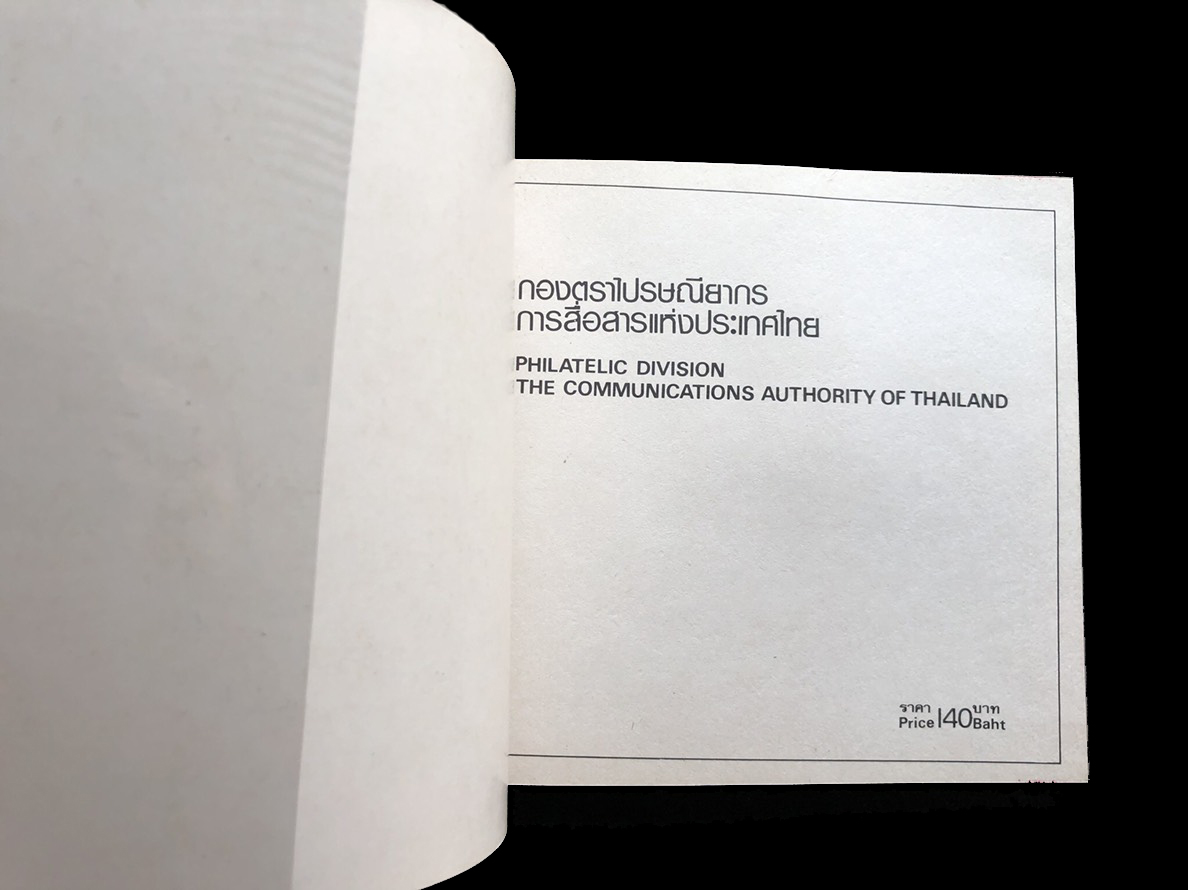 กองตราไปรษณียากร
การสื่อสารแห่งประเทศไทย
PHILATELIC DIVISION
THE COMMUNICATIONS AUTHORITY OF THAILAND
ราคา 140 บาท
Price Baht